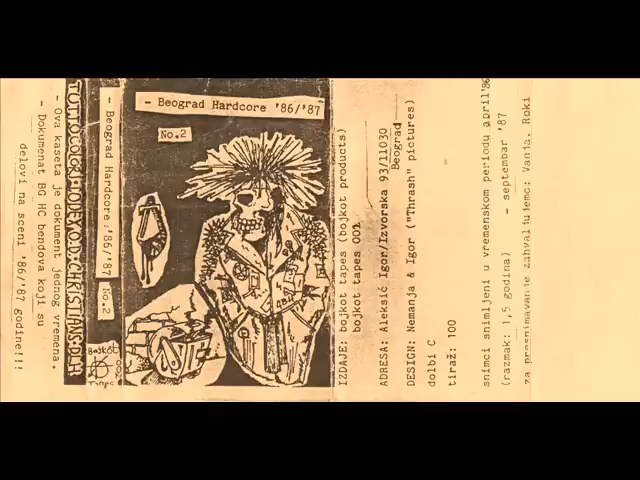 - Ova kaseta je dokument jednog vremena.
- Dokumenat BG HC bendova koji su
delovi na sceni '86/'87 godine!!!
- Beograd Hardcore '86/'87
No.2
Bojkot
Tapes
- Beograd Hardcore '86/'87
No.2
IZDAJE: bojkot tapes (bojkot products)
bojkot tapes 002
ADRESA: Aleksić Igor/Izvorska 93/11030
Beograd
DESIGN: Nemanja & Igor ("Thrash" pictures)
dolbi C
tiraž: 100
snimci snimljeni u vremenskom periodu april'86
(razmak: 1,5 godina) - septembar '87
za presnimavanje zahvaljujemo: Vanja, Roki